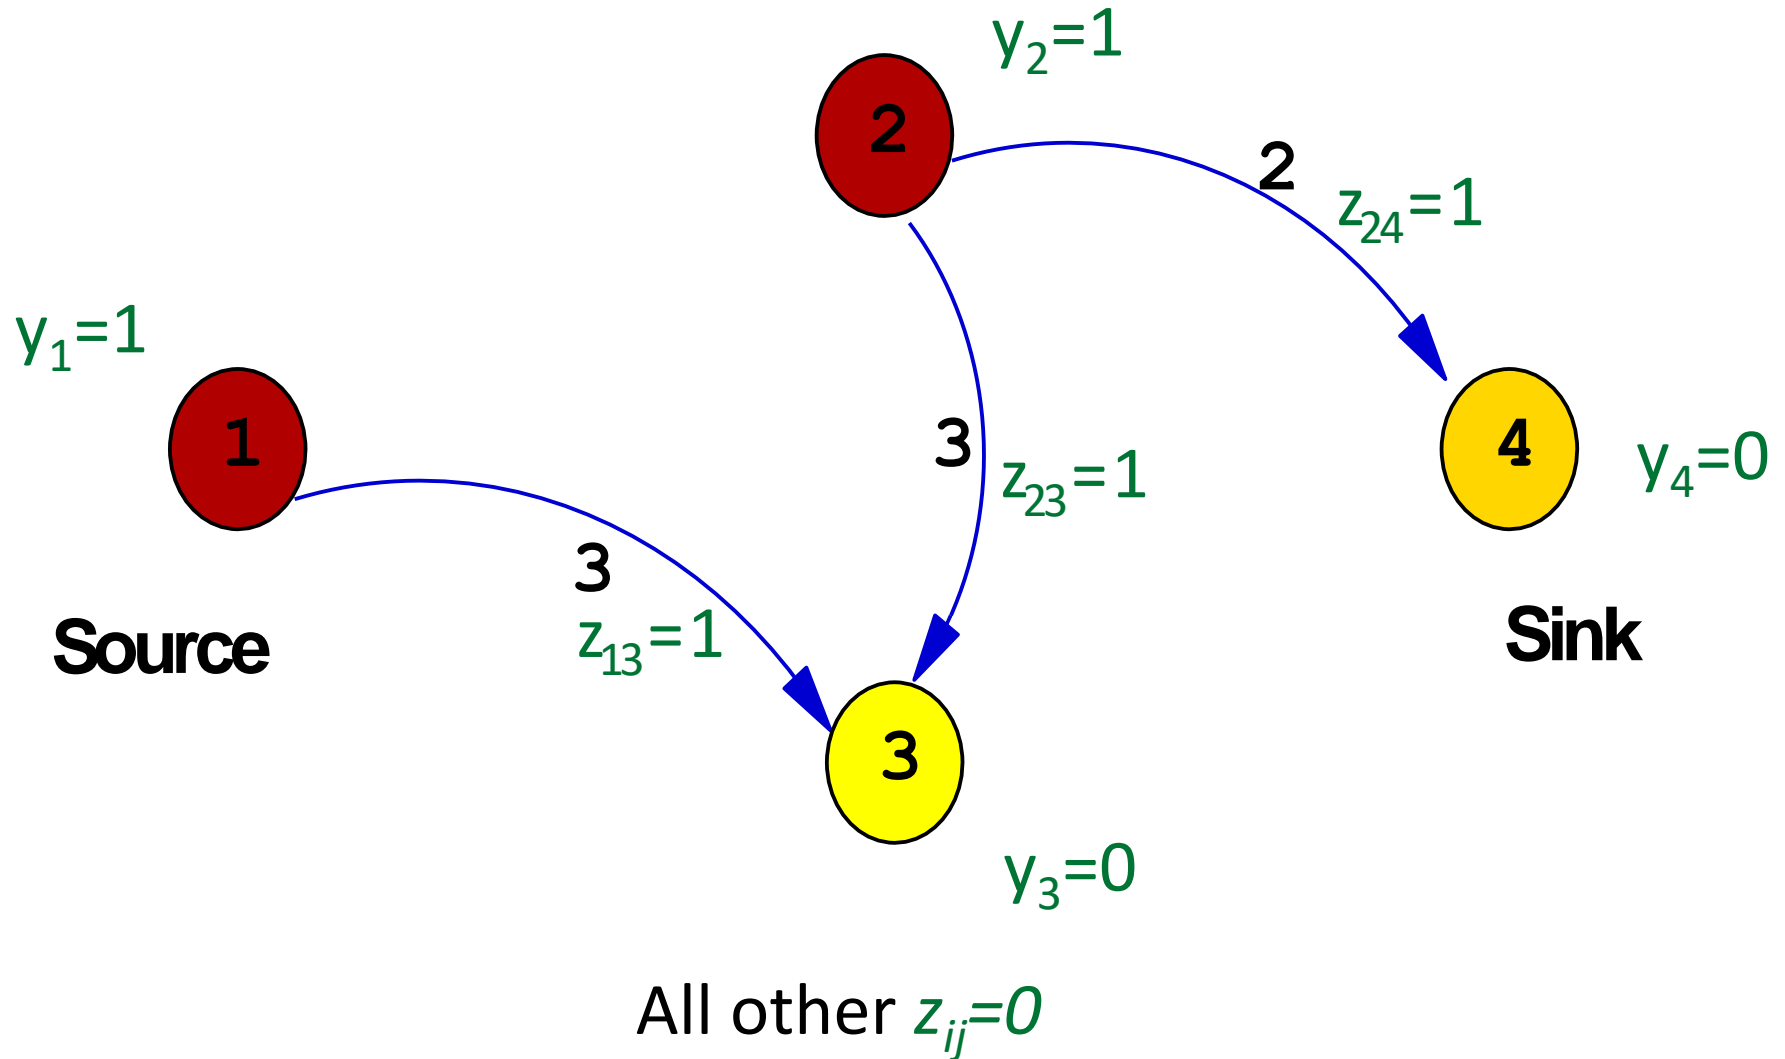 y₂=1
2
2
z₂₄=1
y₁=1
1
3
z₂₃=1
4
y₄=0
3
z₁₃=1
Source
Sink
3
y₃=0
All other zᵢⱼ=0